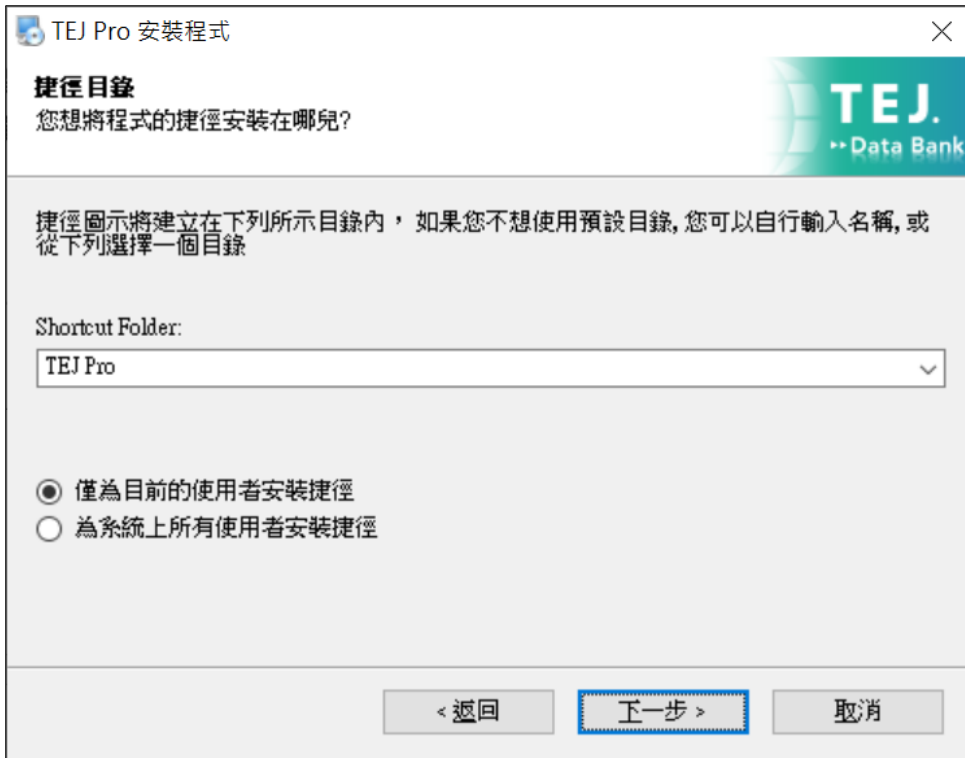 TEJ Pro 安裝程式
捷徑目錄
您想將程式的捷徑安裝在哪兒?
TEJ.
Data Bank
捷徑圖示將建立在下列所示目錄內， 如果您不想使用預設目錄, 您可以自行輸入名稱, 或
從下列選擇一個目錄
Shortcut Folder:
TEJ Pro
僅為目前的使用者安裝捷徑
為系統上所有使用者安裝捷徑
< 返回
下一步 >
取消